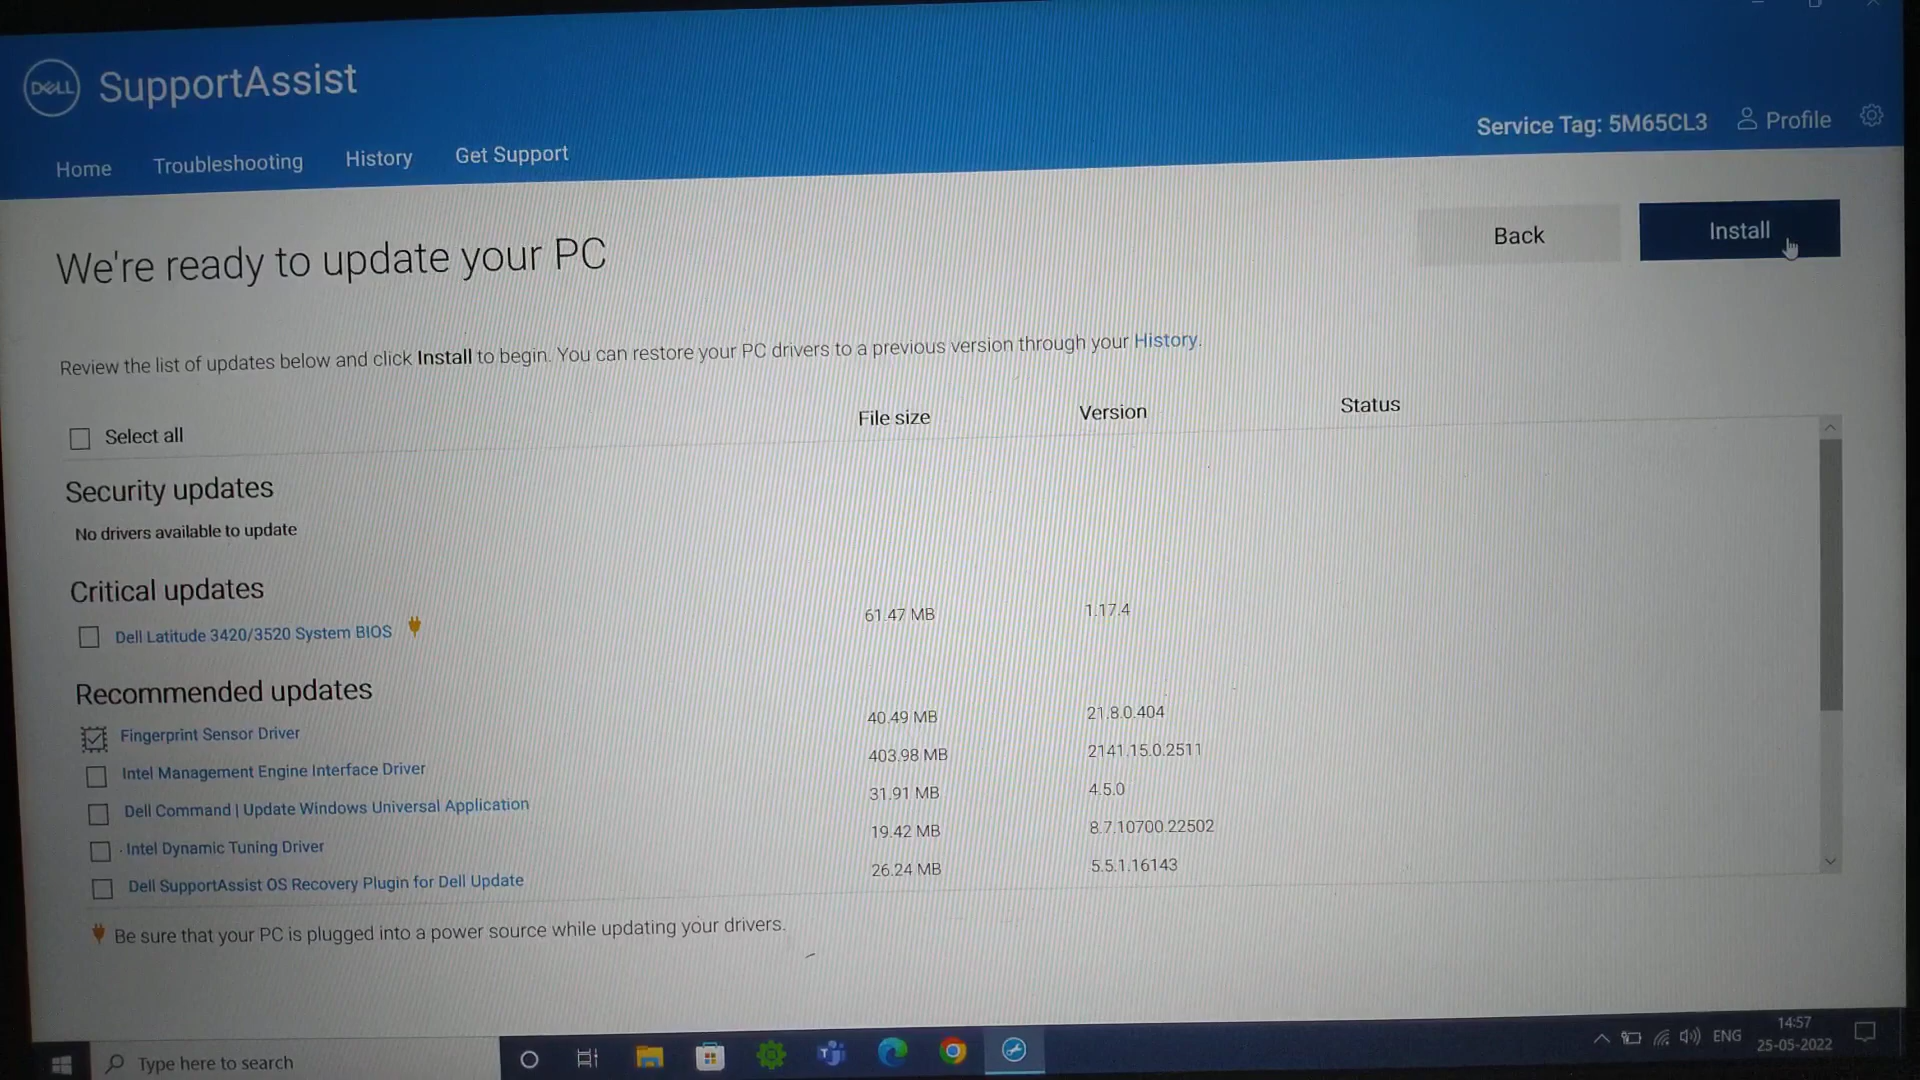 DELL SupportAssist
Service Tag: 5M65CL3 Profile
Home Troubleshooting History Get Support
We're ready to update your PC
Back Install
Review the list of updates below and click Install to begin. You can restore your PC drivers to a previous version through your History.
Select all File size Version Status
Security updates
No drivers available to update
Critical updates
Dell Latitude 3420/3520 System BIOS 61.47 MB 1.17.4
Recommended updates
Fingerprint Sensor Driver 40.49 MB 21.8.0.404
Intel Management Engine Interface Driver 403.98 MB 2141.15.0.2511
Dell Command | Update Windows Universal Application 31.91 MB 4.5.0
Intel Dynamic Tuning Driver 19.42 MB 8.7.10700.22502
Dell SupportAssist OS Recovery Plugin for Dell Update 26.24 MB 5.5.1.16143
Be sure that your PC is plugged into a power source while updating your drivers.
Type here to search
ENG
14:57
25-05-2022